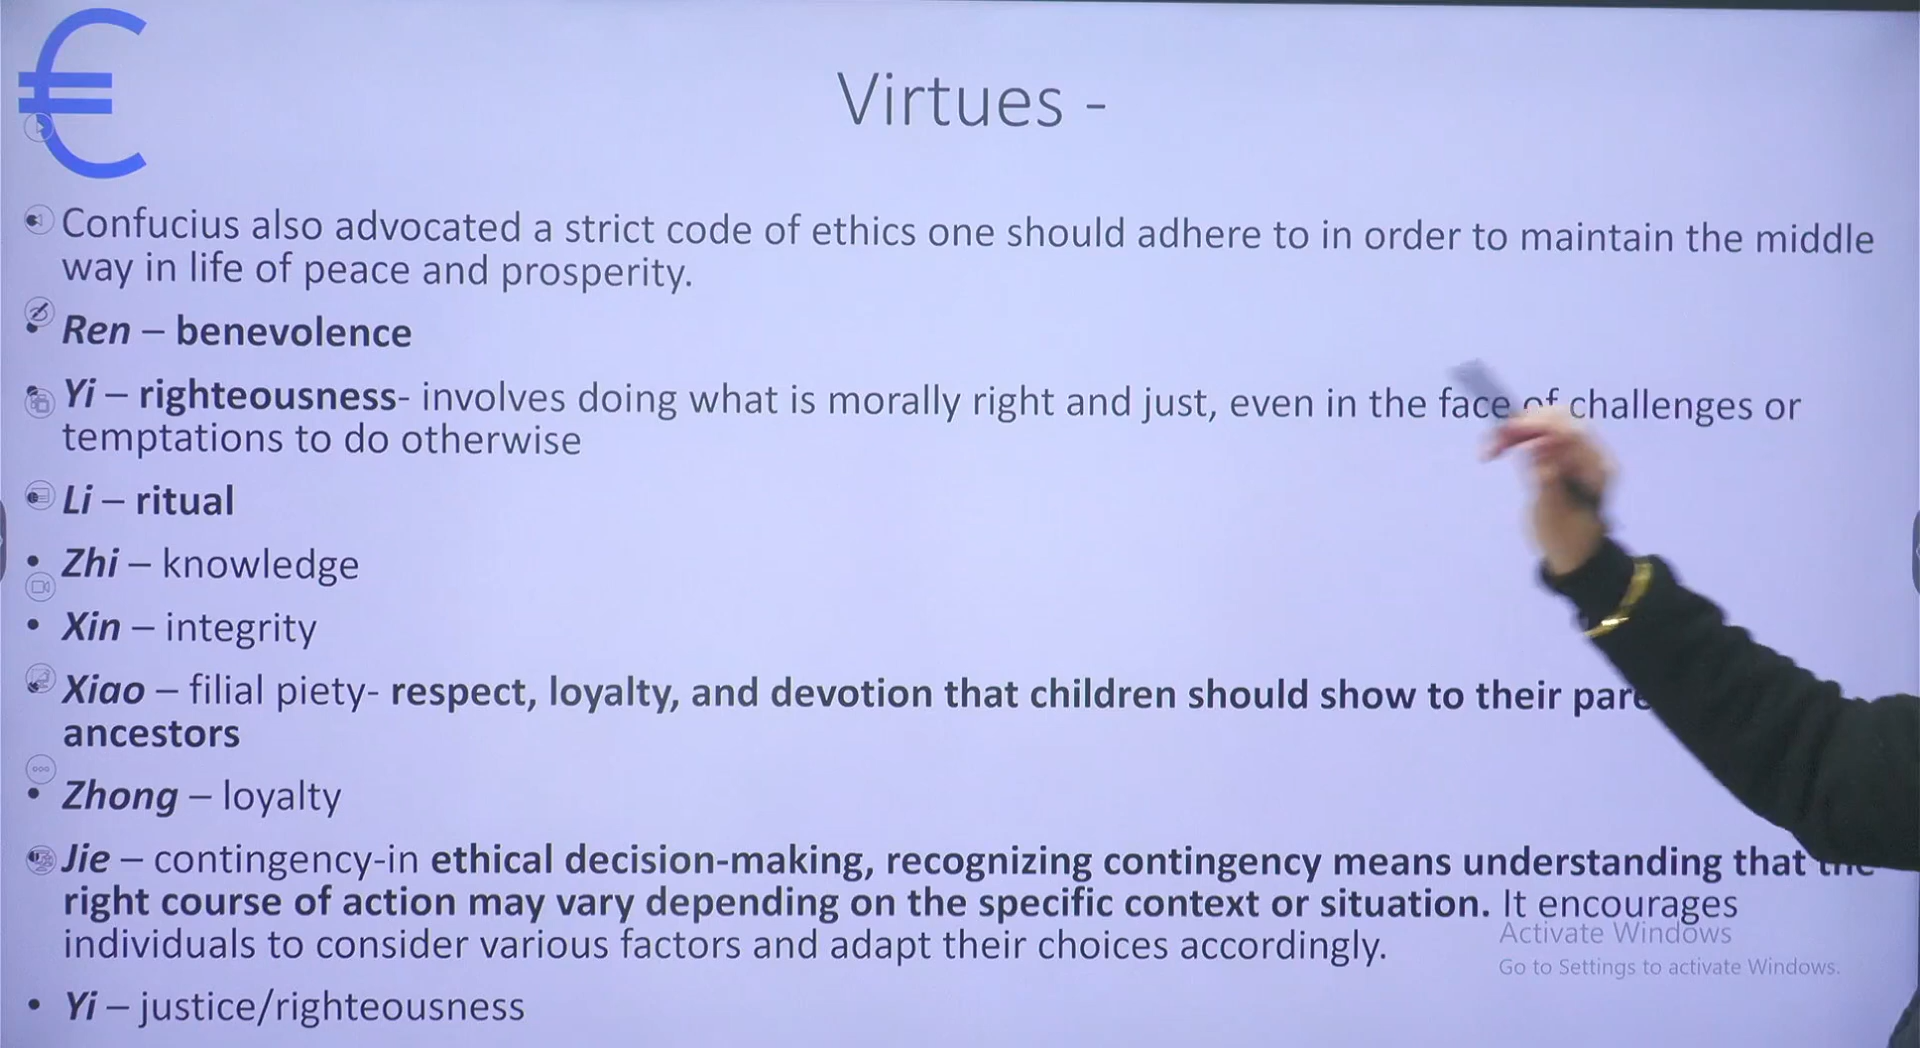 €
Virtues -
• Confucius also advocated a strict code of ethics one should adhere to in order to maintain the middle
way in life of peace and prosperity.
• Ren – benevolence
• Yi – righteousness- involves doing what is morally right and just, even in the face of challenges or
temptations to do otherwise
• Li – ritual
• Zhi – knowledge
• Xin – integrity
• Xiao – filial piety- respect, loyalty, and devotion that children should show to their
ancestors
• Zhong – loyalty
• Jie – contingency-in ethical decision-making, recognizing contingency means understanding that the
right course of action may vary depending on the specific context or situation. It encourages
individuals to consider various factors and adapt their choices accordingly.
Activate Windows
Go to Settings to activate Windows.
• Yi – justice/righteousness